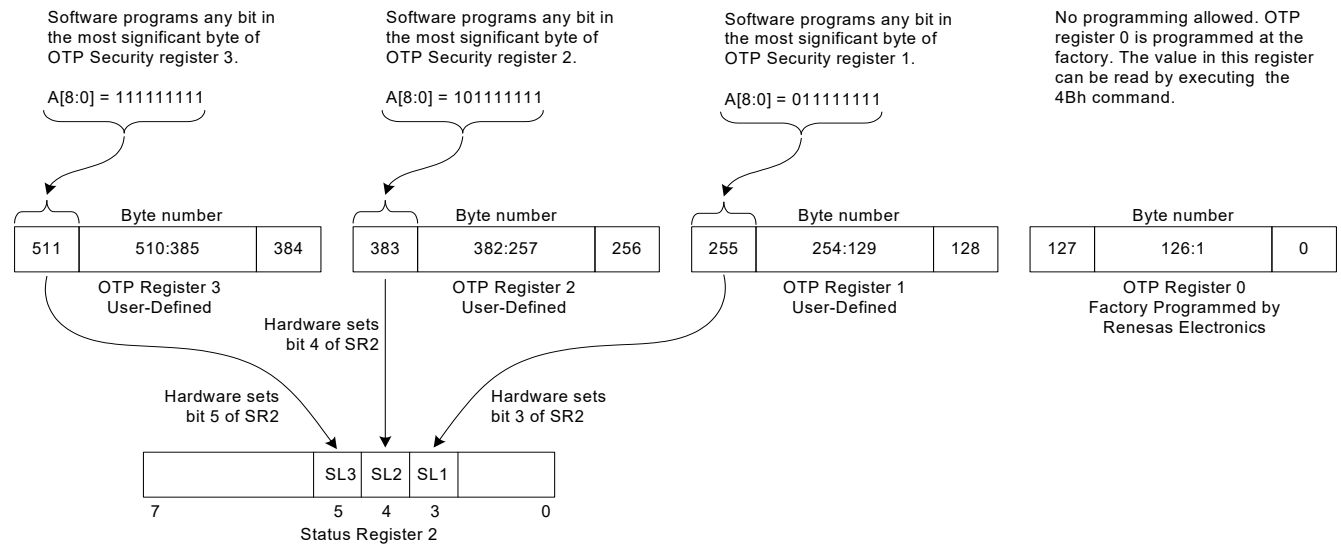 Software programs any bit in
the most significant byte of
OTP Security register 3.
A[8:0] = 111111111
Software programs any bit in
the most significant byte of
OTP Security register 2.
A[8:0] = 101111111
Software programs any bit in
the most significant byte of
OTP Security register 1.
A[8:0] = 011111111
No programming allowed. OTP
register 0 is programmed at the
factory. The value in this register
can be read by executing the
4Bh command.
Byte number
511 510:385 384
OTP Register 3
User-Defined
Byte number
383 382:257 256
OTP Register 2
User-Defined
Byte number
255 254:129 128
OTP Register 1
User-Defined
Byte number
127 126:1 0
OTP Register 0
Factory Programmed by
Renesas Electronics
Hardware sets
bit 5 of SR2
Hardware sets
bit 4 of SR2
Hardware sets
bit 3 of SR2
SL3 SL2 SL1
7 5 4 3 0
Status Register 2